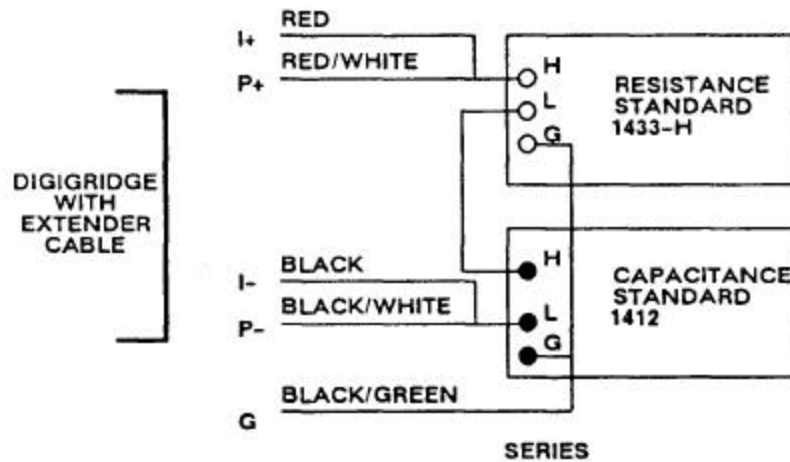 I+ RED
P+ RED/WHITE
H
L
G
RESISTANCE
STANDARD
1433-H
DIGIGRIDGE
WITH
EXTENDER
CABLE
I- BLACK
P- BLACK/WHITE
H
L
G
CAPACITANCE
STANDARD
1412
G BLACK/GREEN
SERIES